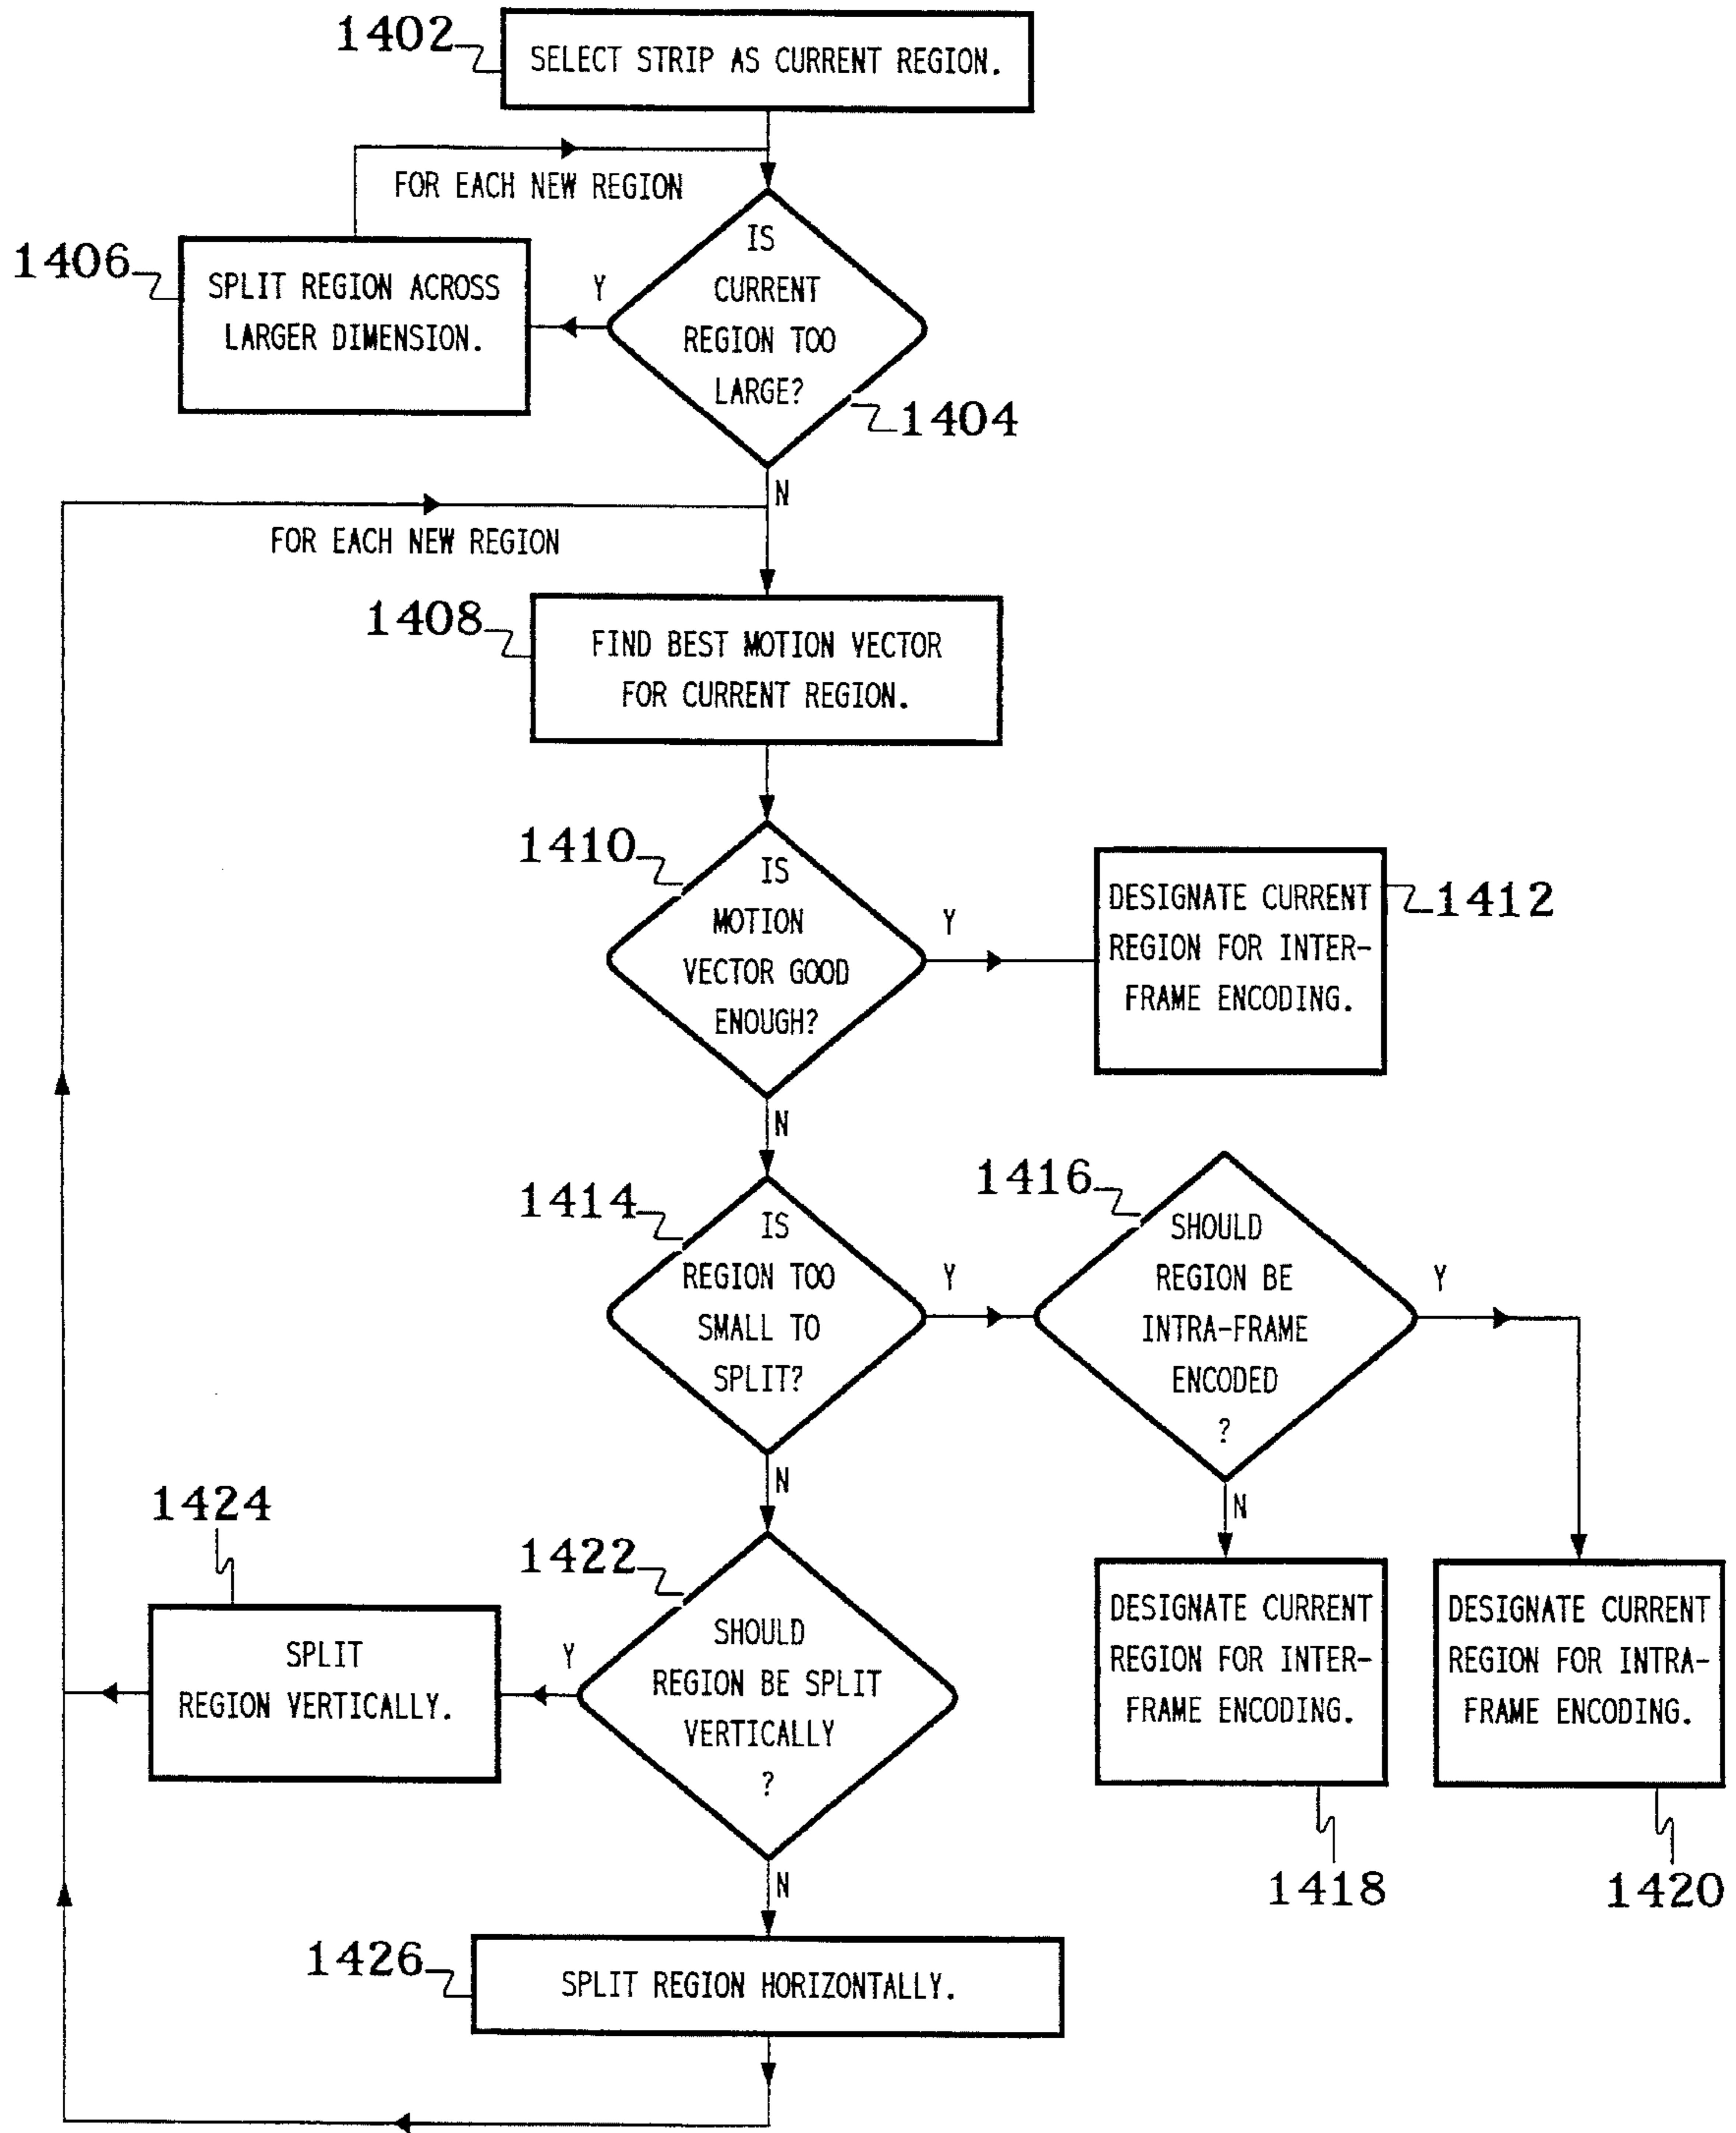 1402
SELECT STRIP AS CURRENT REGION.
FOR EACH NEW REGION
1406
SPLIT REGION ACROSS
LARGER DIMENSION.
Y
IS
CURRENT
REGION TOO
LARGE?
1404
N
FOR EACH NEW REGION
1408
FIND BEST MOTION VECTOR
FOR CURRENT REGION.
1410
IS
MOTION
VECTOR GOOD
ENOUGH?
Y
DESIGNATE CURRENT
REGION FOR INTER-
FRAME ENCODING.
1412
N
1414
IS
REGION TOO
SMALL TO
SPLIT?
Y
1416
SHOULD
REGION BE
INTRA-FRAME
ENCODED
?
Y
N
N
1424
SPLIT
REGION VERTICALLY.
1422
Y
SHOULD
REGION BE SPLIT
VERTICALLY
?
DESIGNATE CURRENT
REGION FOR INTER-
FRAME ENCODING.
DESIGNATE CURRENT
REGION FOR INTRA-
FRAME ENCODING.
1418
1420
N
1426
SPLIT REGION HORIZONTALLY.